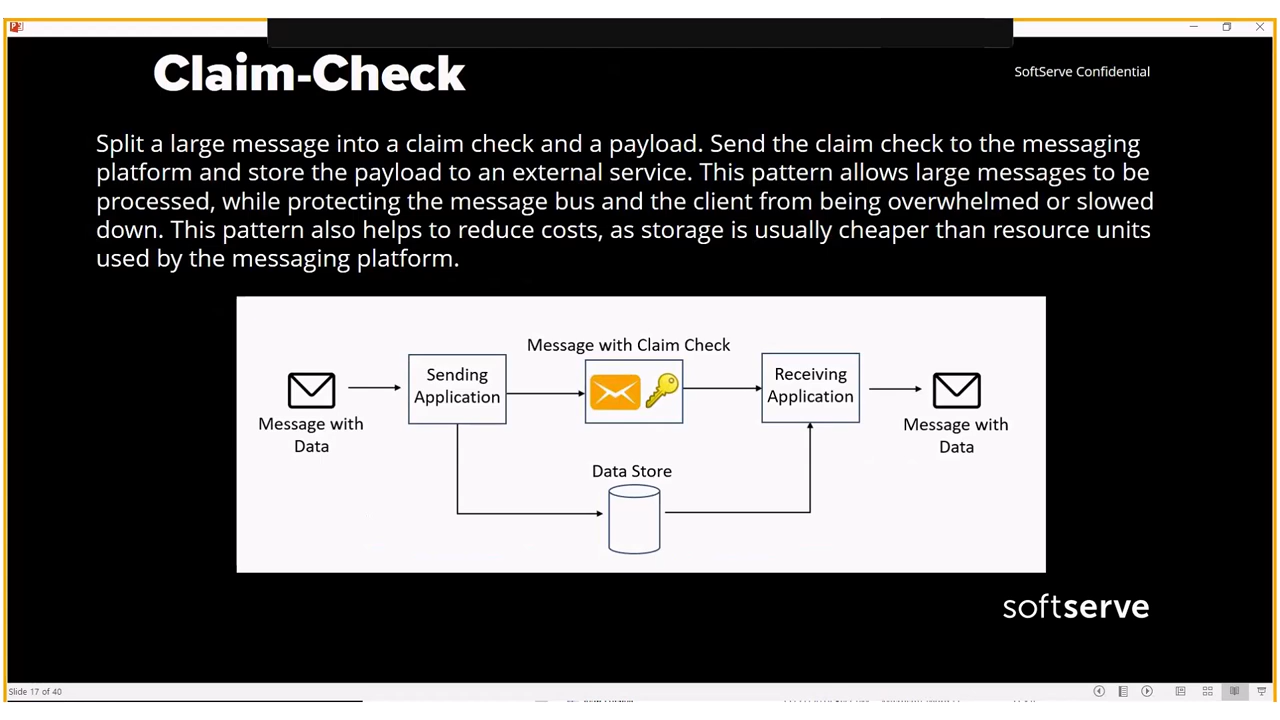 Claim-Check
SoftServe Confidential
Split a large message into a claim check and a payload. Send the claim check to the messaging
platform and store the payload to an external service. This pattern allows large messages to be
processed, while protecting the message bus and the client from being overwhelmed or slowed
down. This pattern also helps to reduce costs, as storage is usually cheaper than resource units
used by the messaging platform.
Message with Claim Check
Sending
Application
Receiving
Application
Message with
Data
Message with
Data
Data Store
softserve
Slide 17 of 40